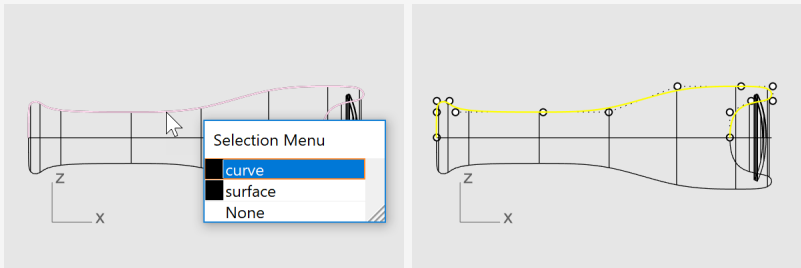 Selection Menu
curve
surface
None
z
x
z
x